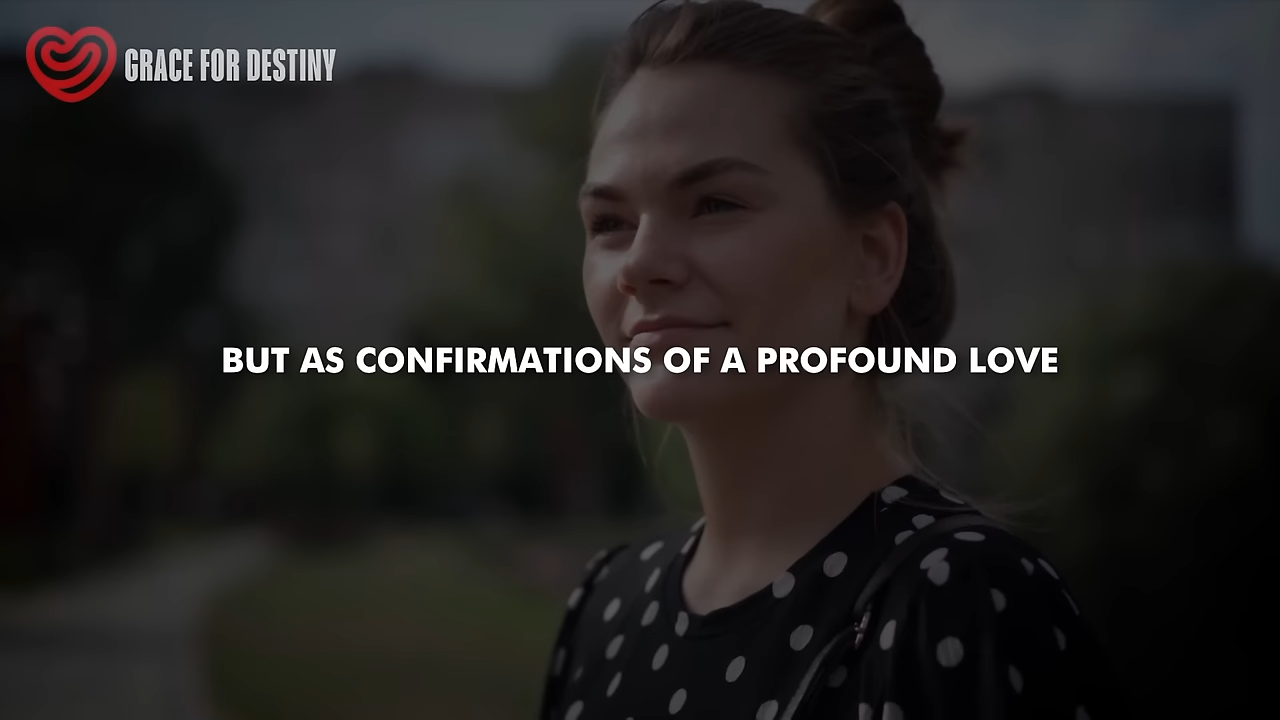 GRACE FOR DESTINY
BUT AS CONFIRMATIONS OF A PROFOUND LOVE